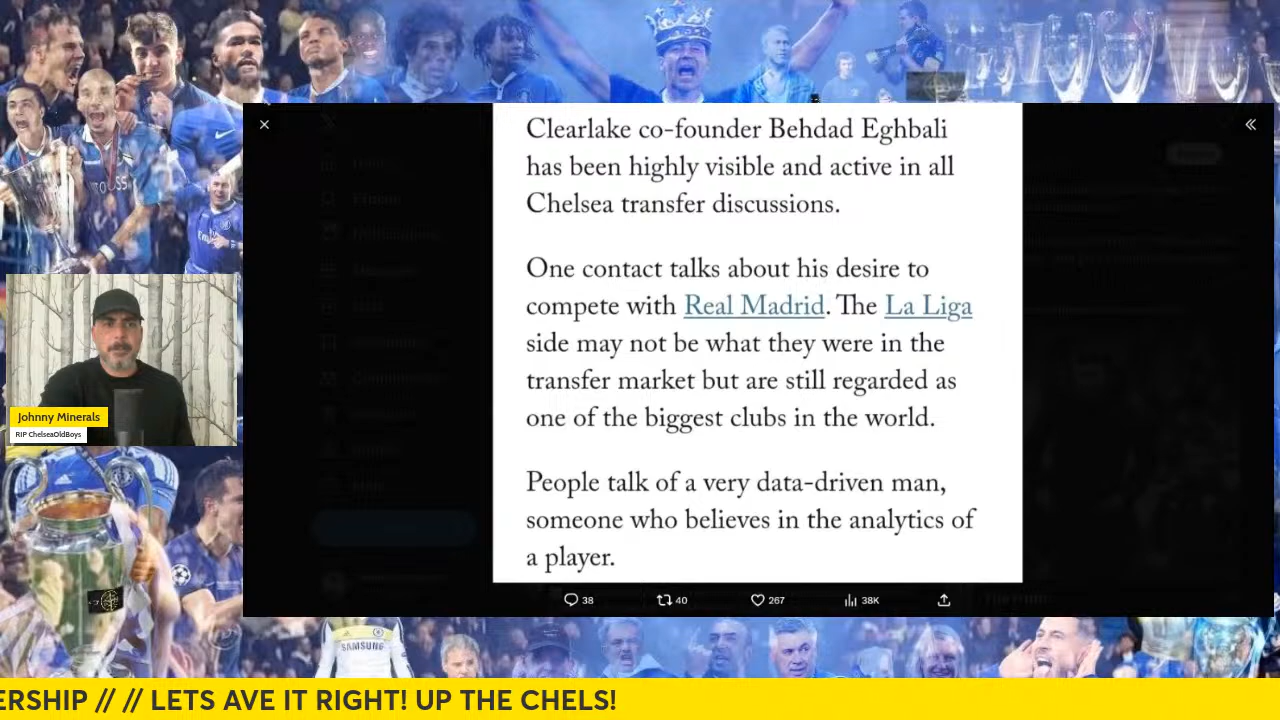 Clearlake co-founder Behdad Eghbali
has been highly visible and active in all
Chelsea transfer discussions.
One contact talks about his desire to
compete with Real Madrid. The La Liga
side may not be what they were in the
transfer market but are still regarded as
one of the biggest clubs in the world.
People talk of a very data-driven man,
someone who believes in the analytics of
a player.
38 40 267 38K
Johnny Minerals
RIP ChelseaOldBoys
SAMSUNG
ERSHIP // // LETS AVE IT RIGHT! UP THE CHELS!